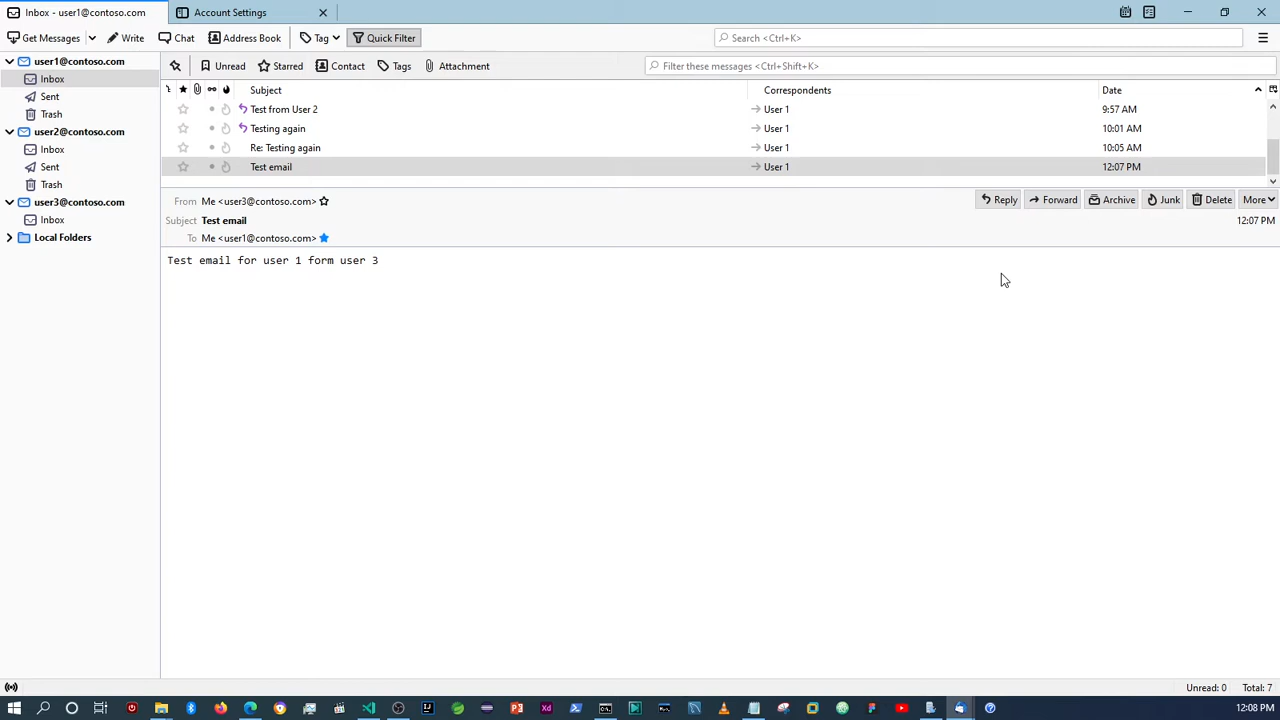 Inbox - user1@contoso.com
Account Settings
Get Messages
Write
Chat
Address Book
Tag
Quick Filter
Search <Ctrl+K>
user1@contoso.com
Inbox
Sent
Trash
user2@contoso.com
Inbox
Sent
Trash
user3@contoso.com
Inbox
Local Folders
Unread
Starred
Contact
Tags
Attachment
Filter these messages <Ctrl+Shift+K>
Subject Correspondents Date
Test from User 2 User 1 9:57 AM
Testing again User 1 10:01 AM
Re: Testing again User 1 10:05 AM
Test email User 1 12:07 PM
From Me <user3@contoso.com>
Reply Forward Archive Junk Delete More
Subject Test email 12:07 PM
To Me <user1@contoso.com>
Test email for user 1 form user 3
Unread: 0 Total: 7
12:08 PM